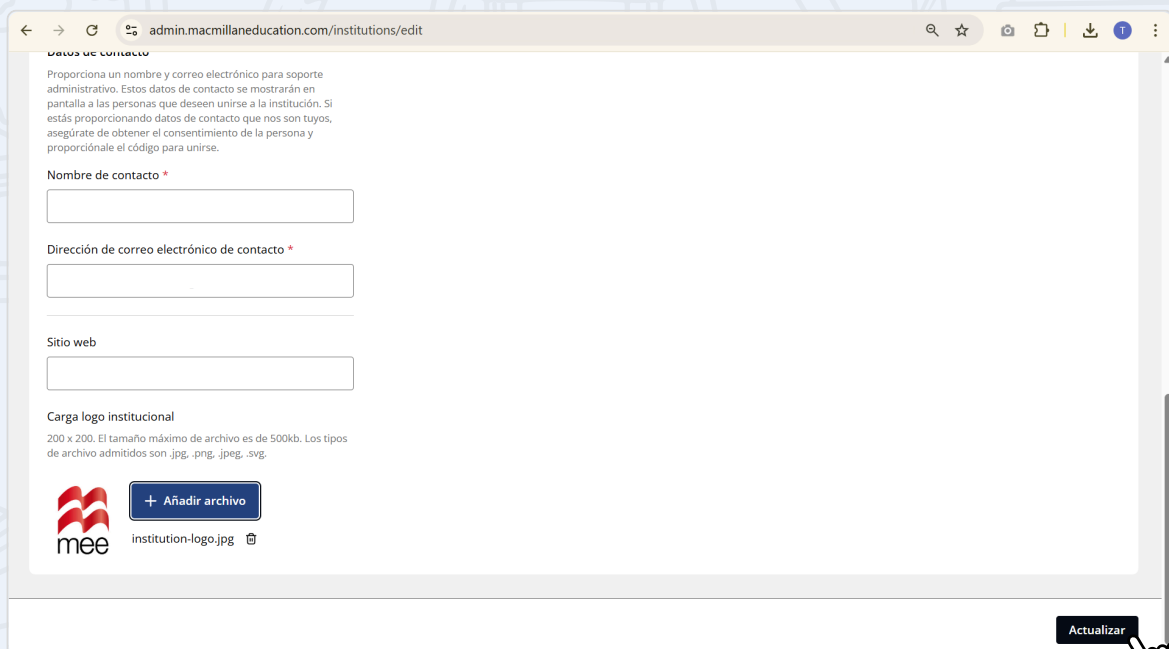 admin.macmillaneducation.com/institutions/edit
T
Datos de contacto
Proporciona un nombre y correo electrónico para soporte
administrativo. Estos datos de contacto se mostrarán en
pantalla a las personas que deseen unirse a la institución. Si
estás proporcionando datos de contacto que nos son tuyos,
asegúrate de obtener el consentimiento de la persona y
proporciónale el código para unirse.
Nombre de contacto *
Dirección de correo electrónico de contacto *
Sitio web
Carga logo institucional
200 x 200. El tamaño máximo de archivo es de 500kb. Los tipos
de archivo admitidos son .jpg, .png, .jpeg, .svg.
+ Añadir archivo
mee
institution-logo.jpg
Actualizar